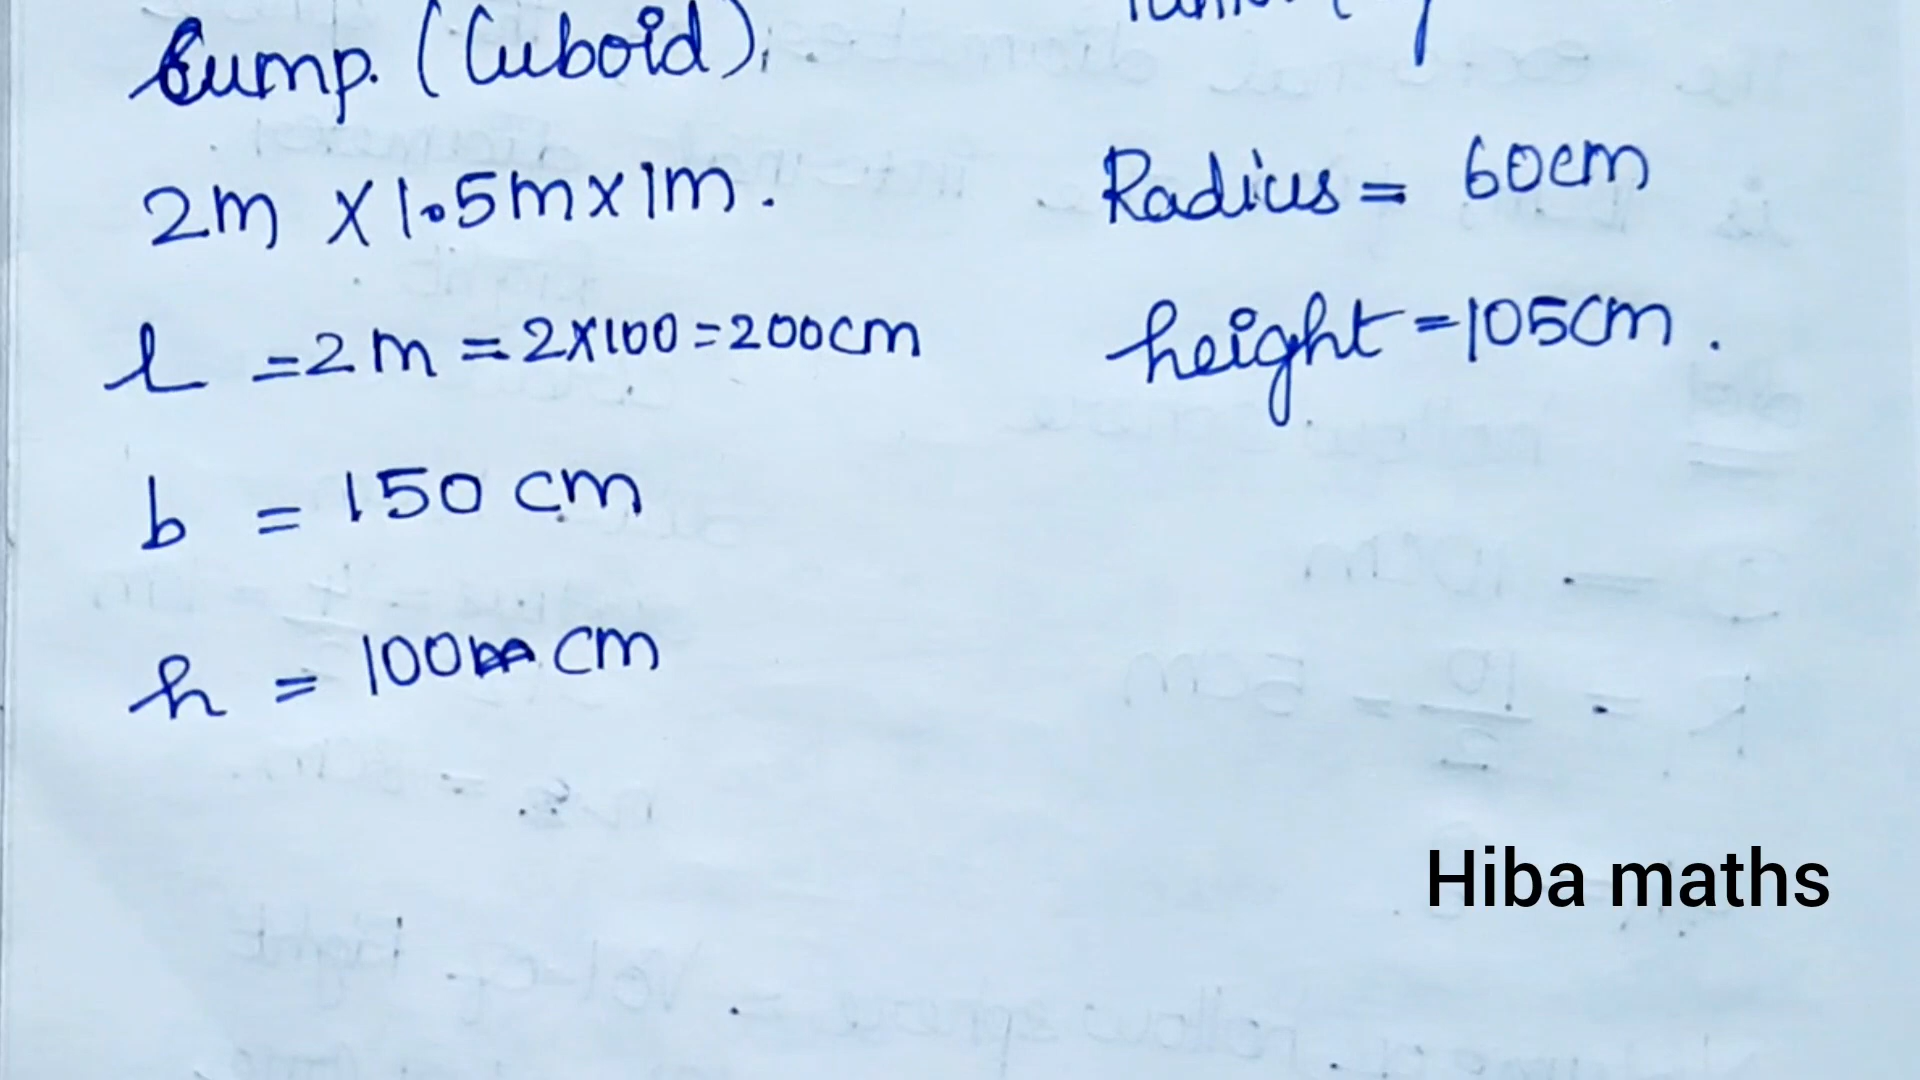 Sump. (Cuboid).
2m x 1.5m x 1m.
l = 2m = 2x100 = 200cm
b = 150 cm
h = 100 cm
Radius = 60cm
height = 105cm.
Hiba maths